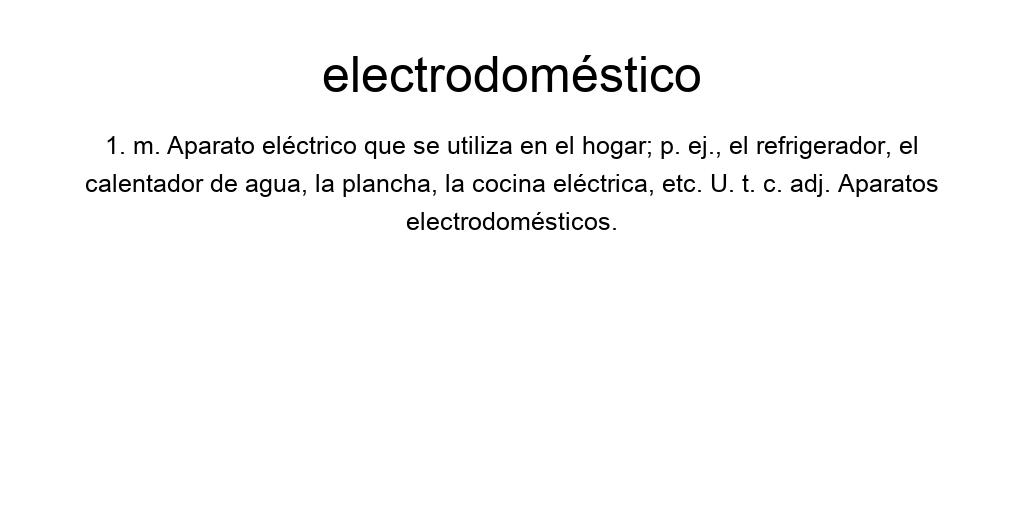 electrodoméstico
1. m. Aparato eléctrico que se utiliza en el hogar; p. ej., el refrigerador, el
calentador de agua, la plancha, la cocina eléctrica, etc. U. t. c. adj. Aparatos
electrodomésticos.